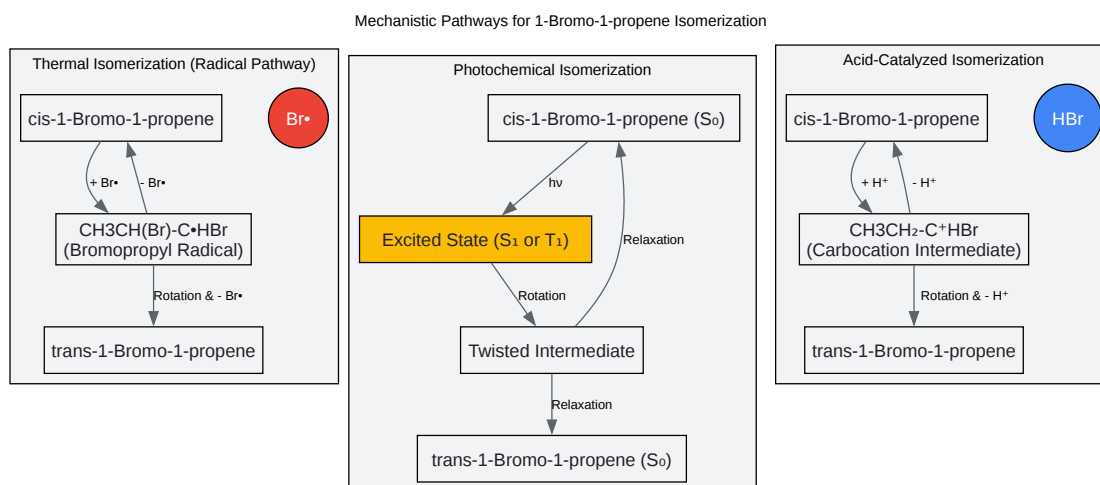 Mechanistic Pathways for 1-Bromo-1-propene Isomerization
Thermal Isomerization (Radical Pathway)
cis-1-Bromo-1-propene
Br•
+ Br•
- Br•
CH3CH(Br)-C•HBr
(Bromopropyl Radical)
Rotation & - Br•
trans-1-Bromo-1-propene
Photochemical Isomerization
cis-1-Bromo-1-propene (S₀)
hν
Excited State (S₁ or T₁)
Relaxation
Rotation
Twisted Intermediate
Relaxation
trans-1-Bromo-1-propene (S₀)
Acid-Catalyzed Isomerization
cis-1-Bromo-1-propene
HBr
+ H⁺
- H⁺
CH3CH₂-C⁺HBr
(Carbocation Intermediate)
Rotation & - H⁺
trans-1-Bromo-1-propene